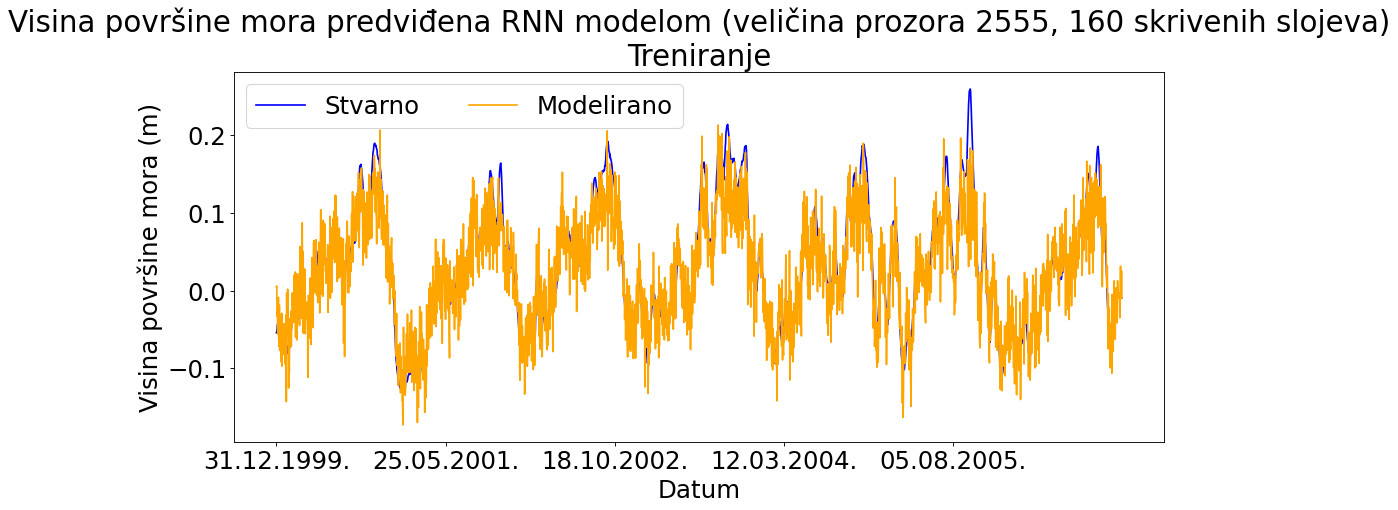 Visina površine mora predviđena RNN modelom (veličina prozora 2555, 160 skrivenih slojeva)
Treniranje
Stvarno Modelirano
Visina površine mora (m)
0.2
0.1
0.0
−0.1
31.12.1999. 25.05.2001. 18.10.2002. 12.03.2004. 05.08.2005.
Datum